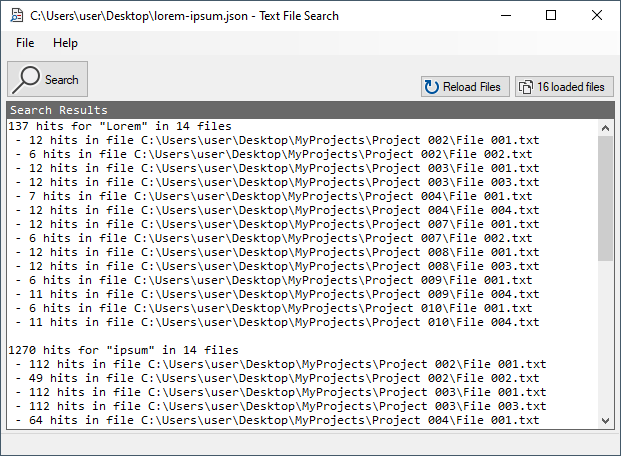 C:\Users\user\Desktop\lorem-ipsum.json - Text File Search
File Help
Search
Reload Files 16 loaded files
Search Results
137 hits for "Lorem" in 14 files
- 12 hits in file C:\Users\user\Desktop\MyProjects\Project 002\File 001.txt
- 6 hits in file C:\Users\user\Desktop\MyProjects\Project 002\File 002.txt
- 12 hits in file C:\Users\user\Desktop\MyProjects\Project 003\File 001.txt
- 12 hits in file C:\Users\user\Desktop\MyProjects\Project 003\File 003.txt
- 7 hits in file C:\Users\user\Desktop\MyProjects\Project 004\File 001.txt
- 12 hits in file C:\Users\user\Desktop\MyProjects\Project 004\File 004.txt
- 12 hits in file C:\Users\user\Desktop\MyProjects\Project 007\File 001.txt
- 6 hits in file C:\Users\user\Desktop\MyProjects\Project 007\File 002.txt
- 12 hits in file C:\Users\user\Desktop\MyProjects\Project 008\File 001.txt
- 12 hits in file C:\Users\user\Desktop\MyProjects\Project 008\File 003.txt
- 6 hits in file C:\Users\user\Desktop\MyProjects\Project 009\File 001.txt
- 11 hits in file C:\Users\user\Desktop\MyProjects\Project 009\File 004.txt
- 6 hits in file C:\Users\user\Desktop\MyProjects\Project 010\File 001.txt
- 11 hits in file C:\Users\user\Desktop\MyProjects\Project 010\File 004.txt
1270 hits for "ipsum" in 14 files
- 112 hits in file C:\Users\user\Desktop\MyProjects\Project 002\File 001.txt
- 49 hits in file C:\Users\user\Desktop\MyProjects\Project 002\File 002.txt
- 112 hits in file C:\Users\user\Desktop\MyProjects\Project 003\File 001.txt
- 112 hits in file C:\Users\user\Desktop\MyProjects\Project 003\File 003.txt
- 64 hits in file C:\Users\user\Desktop\MyProjects\Project 004\File 001.txt